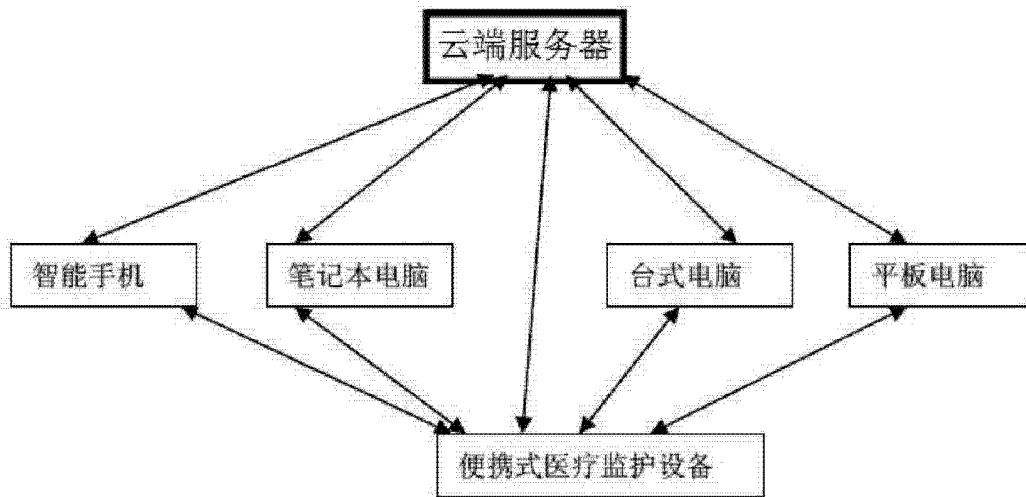 云端服务器
智能手机
笔记本电脑
台式电脑
平板电脑
便携式医疗监护设备